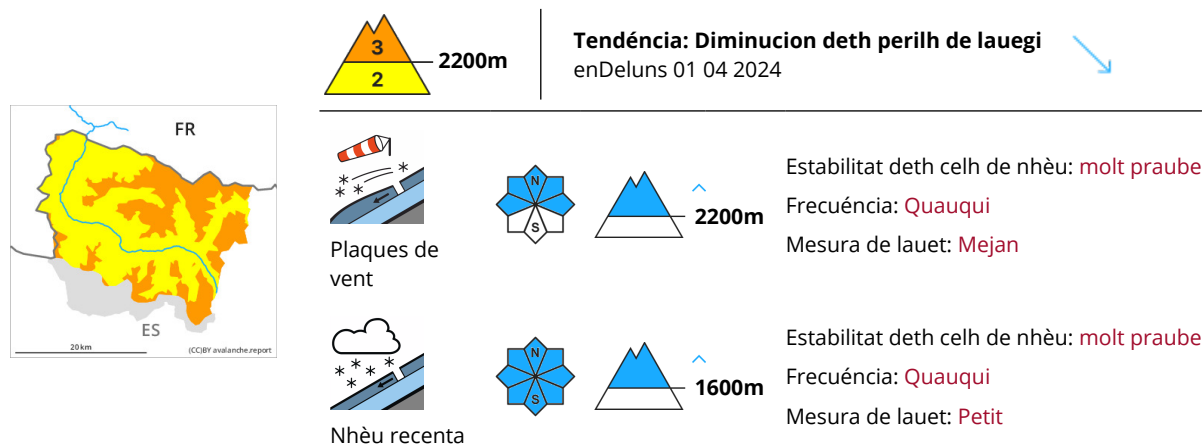 3
2
2200m
Tendéncia: Diminucion deth perilh de lauegi
enDeluns 01 04 2024
FR
ES
20 km
(CC)BY avalanche.report
Plaques de
vent
N
S
2200m
Estabilitat deth celh de nhèu: molt praube
Frecuéncia: Quauqui
Mesura de lauet: Mejan
Nhèu recenta
N
S
1600m
Estabilitat deth celh de nhèu: molt praube
Frecuéncia: Quauqui
Mesura de lauet: Petit